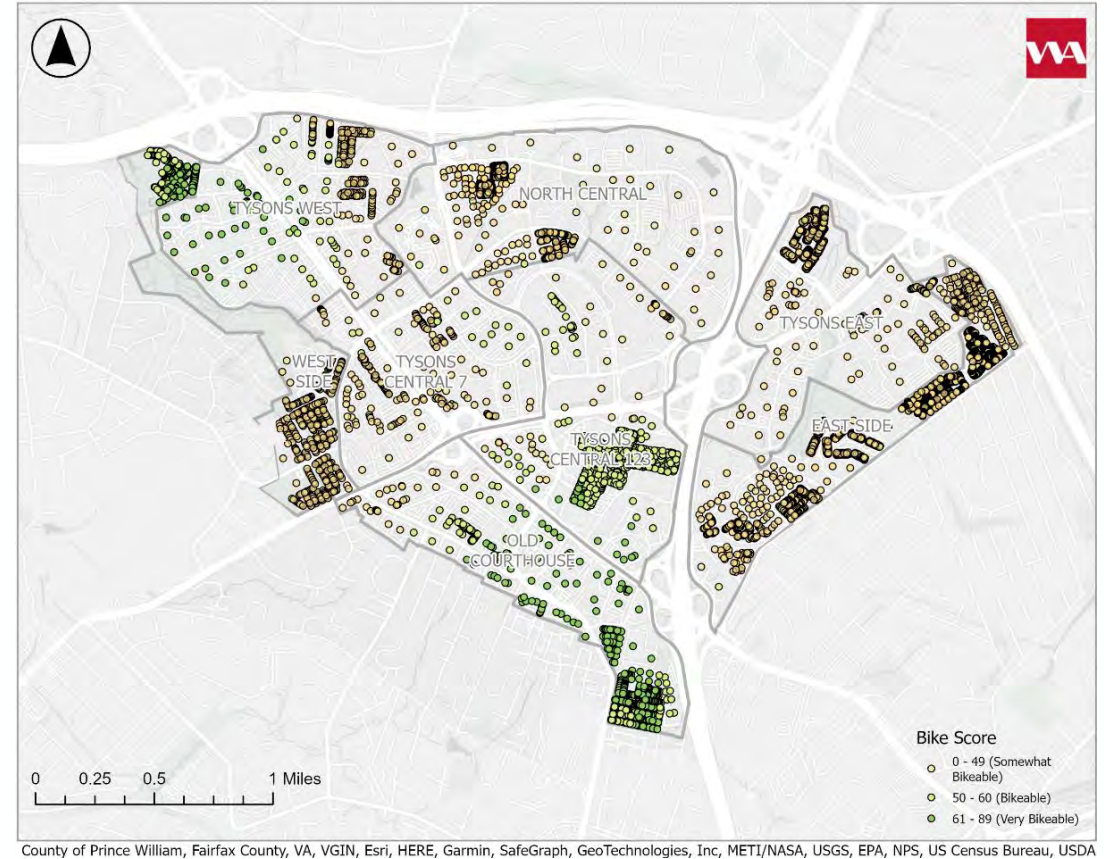 VVA
TYSONS WEST
NORTH CENTRAL
TYSONS EAST
WEST
SIDE
TYSONS
CENTRAL 7
EAST SIDE
TYSONS
CENTRAL 123
OLD
COURTHOUSE
Bike Score
0 - 49 (Somewhat
Bikeable)
50 - 60 (Bikeable)
61 - 89 (Very Bikeable)
0 0.25 0.5 1 Miles
County of Prince William, Fairfax County, VA, VGIN, Esri, HERE, Garmin, SafeGraph, GeoTechnologies, Inc, METI/NASA, USGS, EPA, NPS, US Census Bureau, USDA